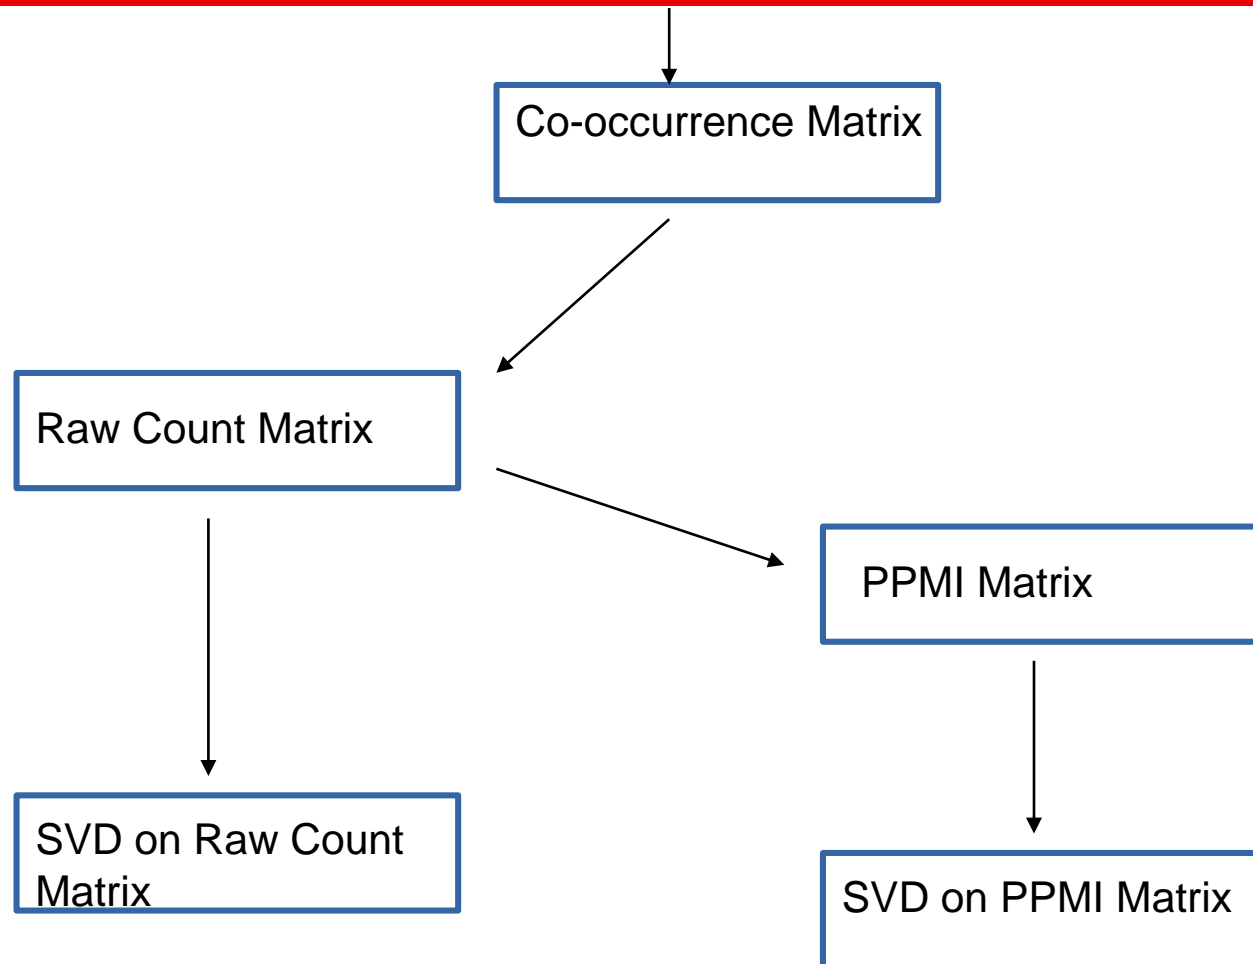 Co-occurrence Matrix
Raw Count Matrix
PPMI Matrix
SVD on Raw Count
Matrix
SVD on PPMI Matrix